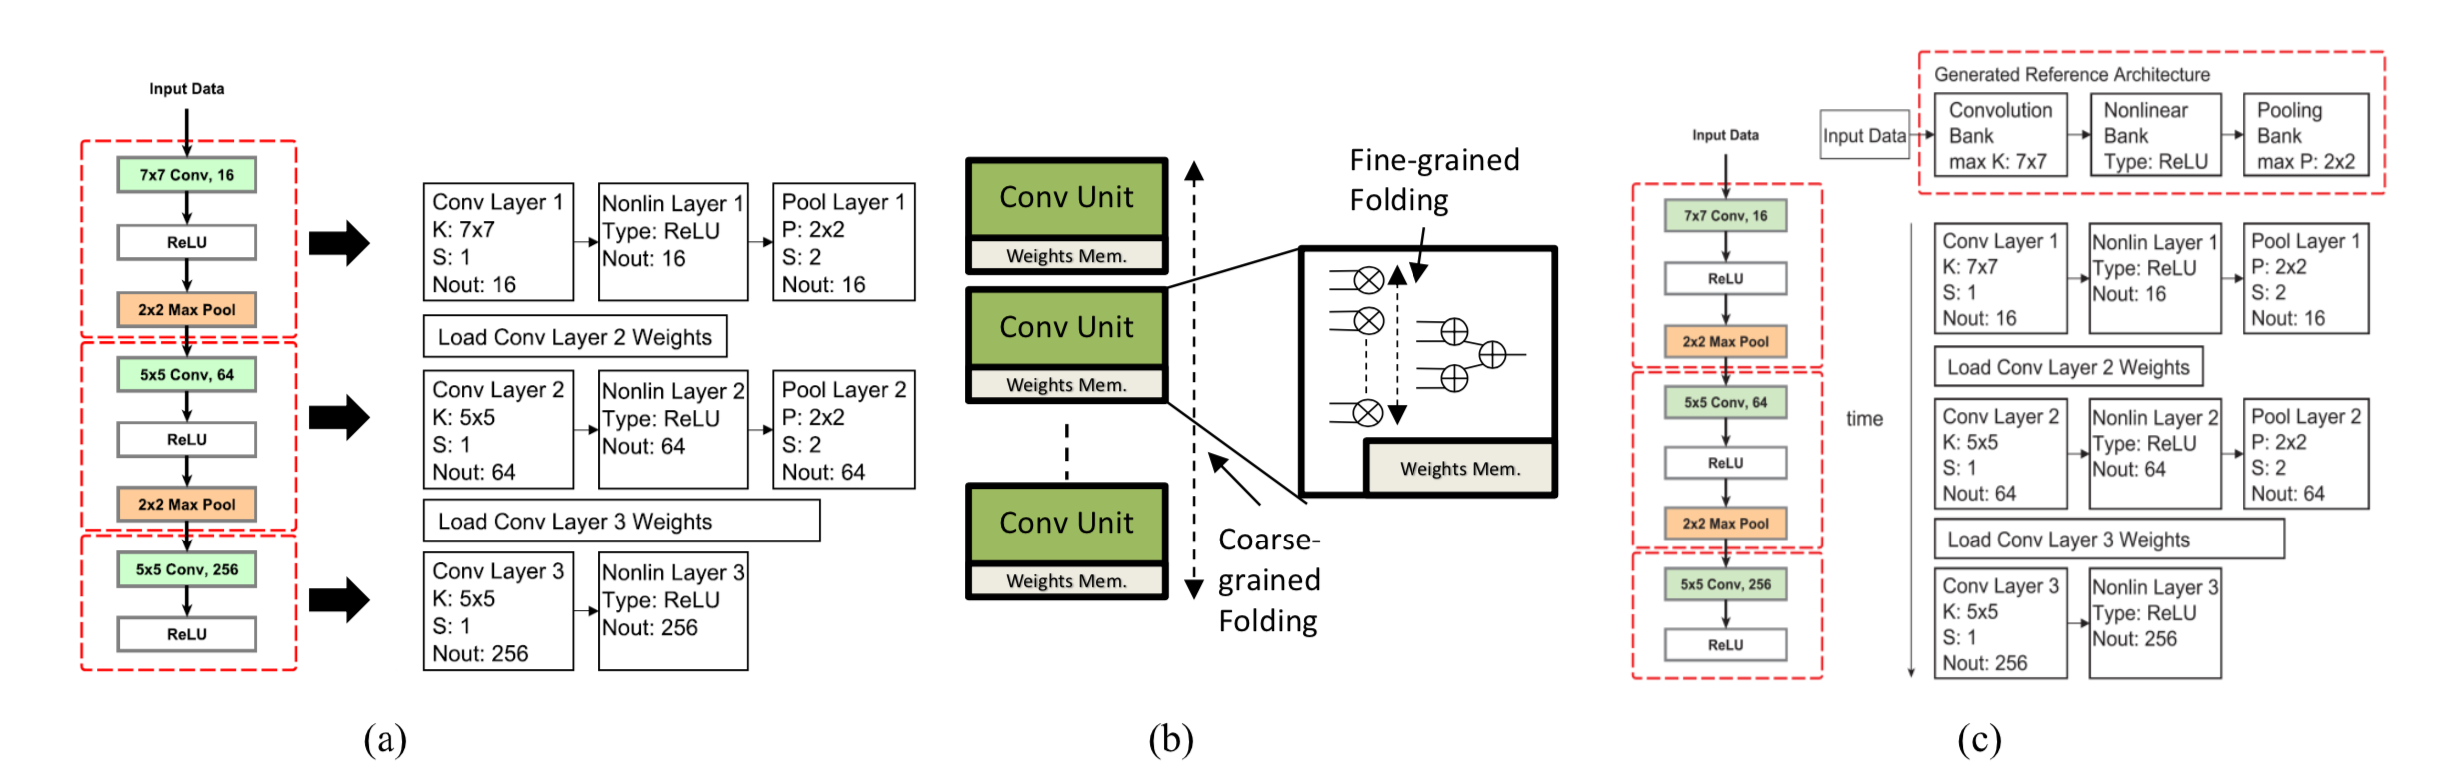 Input Data
7x7 Conv, 16
ReLU
2x2 Max Pool
5x5 Conv, 64
ReLU
2x2 Max Pool
5x5 Conv, 256
ReLU
Conv Layer 1
K: 7x7
S: 1
Nout: 16
Nonlin Layer 1
Type: ReLU
Nout: 16
Pool Layer 1
P: 2x2
S: 2
Nout: 16
Load Conv Layer 2 Weights
Conv Layer 2
K: 5x5
S: 1
Nout: 64
Nonlin Layer 2
Type: ReLU
Nout: 64
Pool Layer 2
P: 2x2
S: 2
Nout: 64
Load Conv Layer 3 Weights
Conv Layer 3
K: 5x5
S: 1
Nout: 256
Nonlin Layer 3
Type: ReLU
Nout: 256
(a)
Conv Unit
Weights Mem.
Conv Unit
Weights Mem.
Conv Unit
Weights Mem.
Fine-grained
Folding
Weights Mem.
Coarse-
grained
Folding
(b)
Input Data
7x7 Conv, 16
ReLU
2x2 Max Pool
5x5 Conv, 64
ReLU
2x2 Max Pool
5x5 Conv, 256
ReLU
Input Data
Generated Reference Architecture
Convolution
Bank
max K: 7x7
Nonlinear
Bank
Type: ReLU
Pooling
Bank
max P: 2x2
time
Conv Layer 1
K: 7x7
S: 1
Nout: 16
Nonlin Layer 1
Type: ReLU
Nout: 16
Pool Layer 1
P: 2x2
S: 2
Nout: 16
Load Conv Layer 2 Weights
Conv Layer 2
K: 5x5
S: 1
Nout: 64
Nonlin Layer 2
Type: ReLU
Nout: 64
Pool Layer 2
P: 2x2
S: 2
Nout: 64
Load Conv Layer 3 Weights
Conv Layer 3
K: 5x5
S: 1
Nout: 256
Nonlin Layer 3
Type: ReLU
Nout: 256
(c)